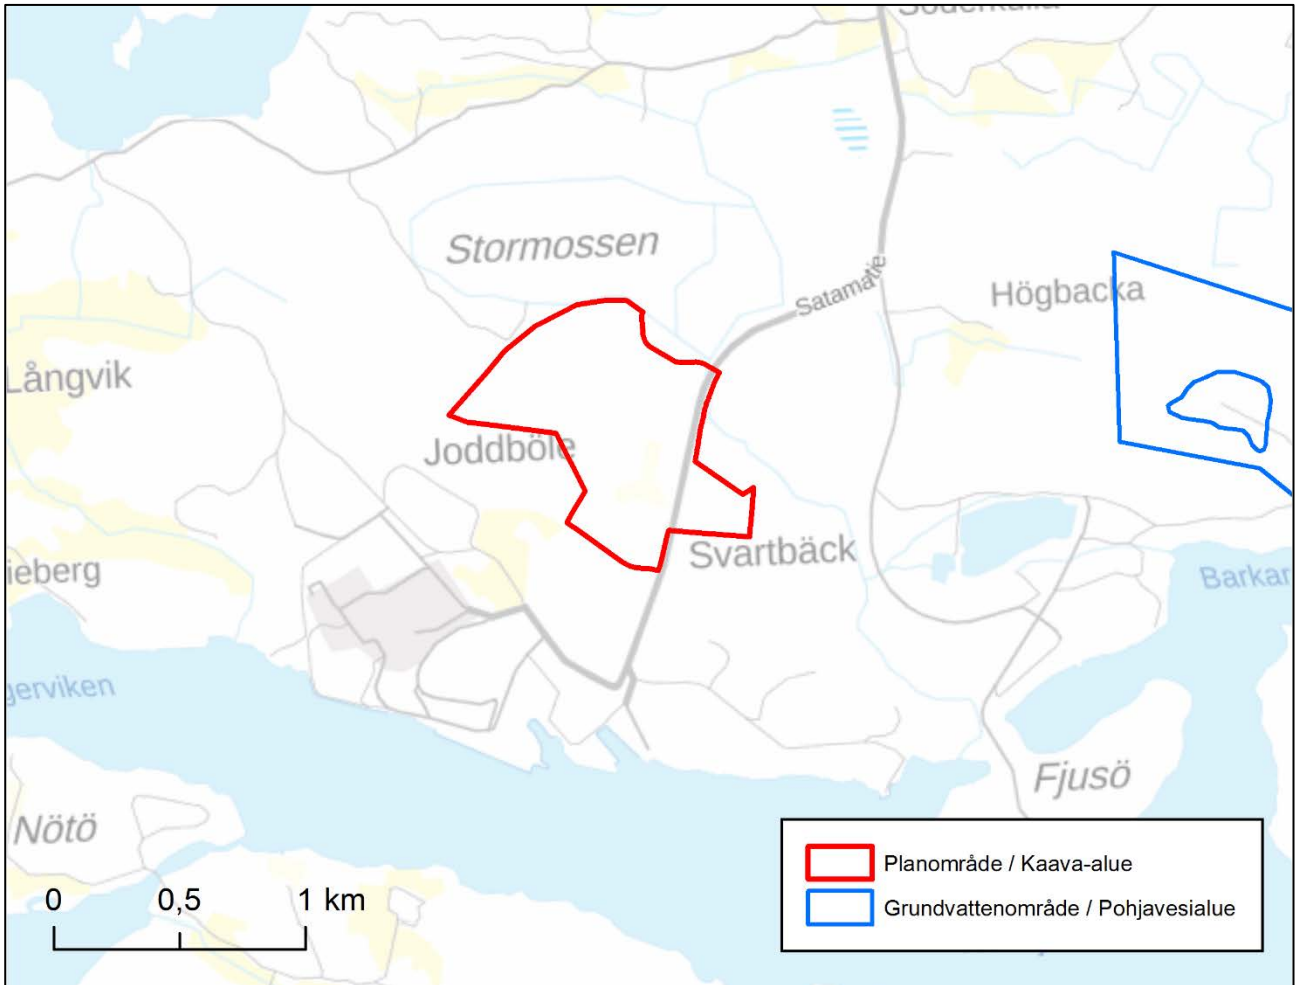 Söderkulla
Stormossen
Satamatie
Högbacka
Långvik
Joddböle
Svartbäck
ieberg
Barkar
gerviken
Fjusö
Nötö
0 0,5 1 km
Planområde / Kaava-alue
Grundvattenområde / Pohjavesialue